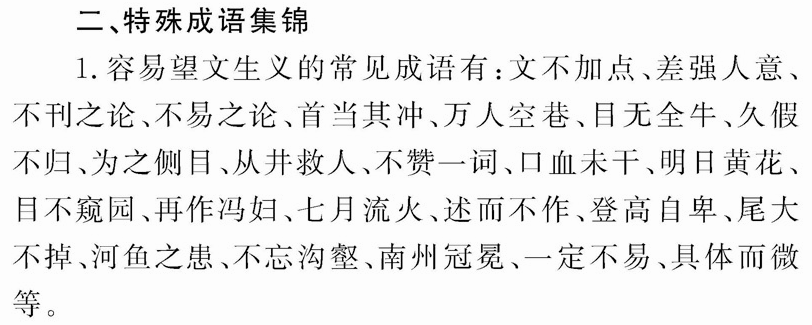 二、特殊成语集锦
1. 容易望文生义的常见成语有:文不加点、差强人意、
不刊之论、不易之论、首当其冲、万人空巷、目无全牛、久假
不归、为之侧目、从井救人、不赞一词、口血未干、明日黄花、
目不窥园、再作冯妇、七月流火、述而不作、登高自卑、尾大
不掉、河鱼之患、不忘沟壑、南州冠冕、一定不易、具体而微
等。